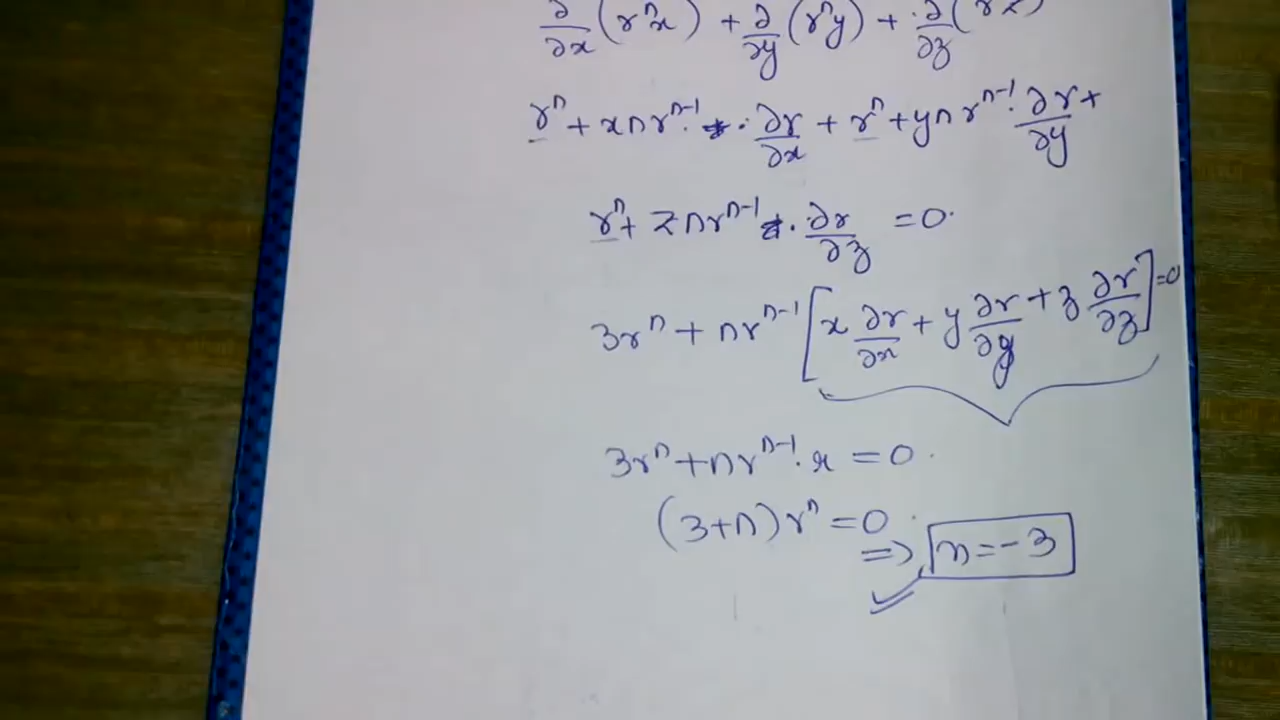 ∂/∂x (rⁿx) + ∂/∂y (rⁿy) + ∂/∂z (rⁿz)
rⁿ + x n rⁿ⁻¹ · ∂r/∂x + rⁿ + y n rⁿ⁻¹ · ∂r/∂y +
rⁿ + z n rⁿ⁻¹ · ∂r/∂z = 0.
3rⁿ + n rⁿ⁻¹ [x ∂r/∂x + y ∂r/∂y + z ∂r/∂z] = 0
3rⁿ + n rⁿ⁻¹ · r = 0.
(3+n) rⁿ = 0.
⇒ n = -3